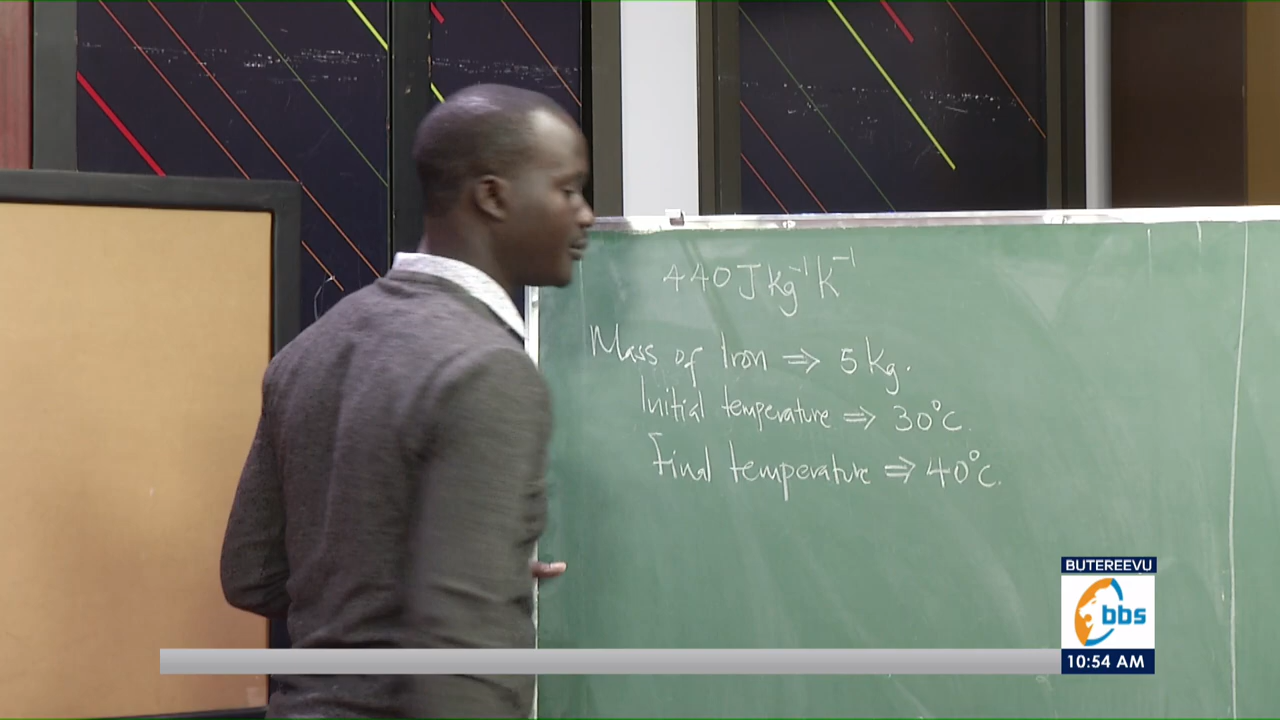 440 J Kg⁻¹ K⁻¹
Mass of Iron ⇒ 5 Kg.
Initial temperature ⇒ 30°C.
Final temperature ⇒ 40°C.
BUTEREEVU
bbs
10:54 AM